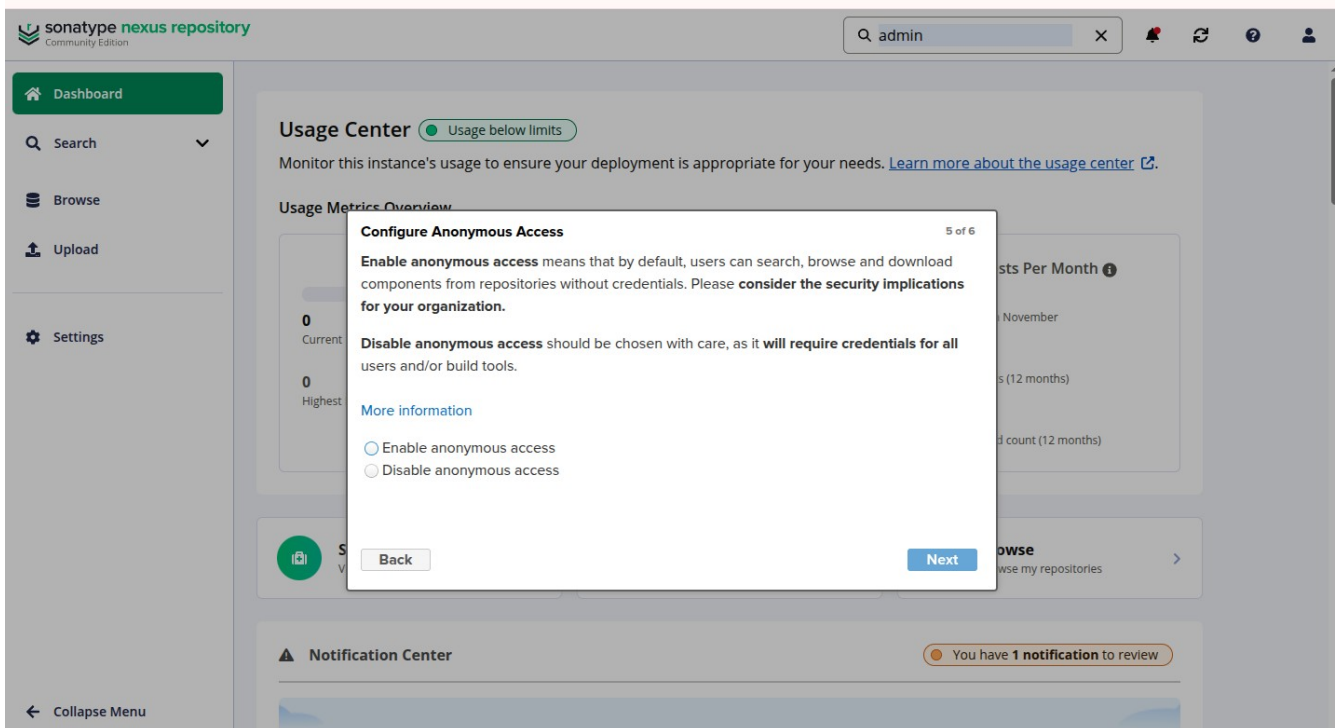 sonatype nexus repository
Community Edition
admin
Dashboard
Search
Browse
Upload
Settings
Collapse Menu
Usage Center
Usage below limits
Monitor this instance's usage to ensure your deployment is appropriate for your needs. Learn more about the usage center.
Usage Metrics Overview
0
Current
0
Highest
sts Per Month
November
s (12 months)
d count (12 months)
Configure Anonymous Access
5 of 6
Enable anonymous access means that by default, users can search, browse and download
components from repositories without credentials. Please consider the security implications
for your organization.
Disable anonymous access should be chosen with care, as it will require credentials for all
users and/or build tools.
More information
Enable anonymous access
Disable anonymous access
Back
Next
S
V
owse
wse my repositories
Notification Center
You have 1 notification to review